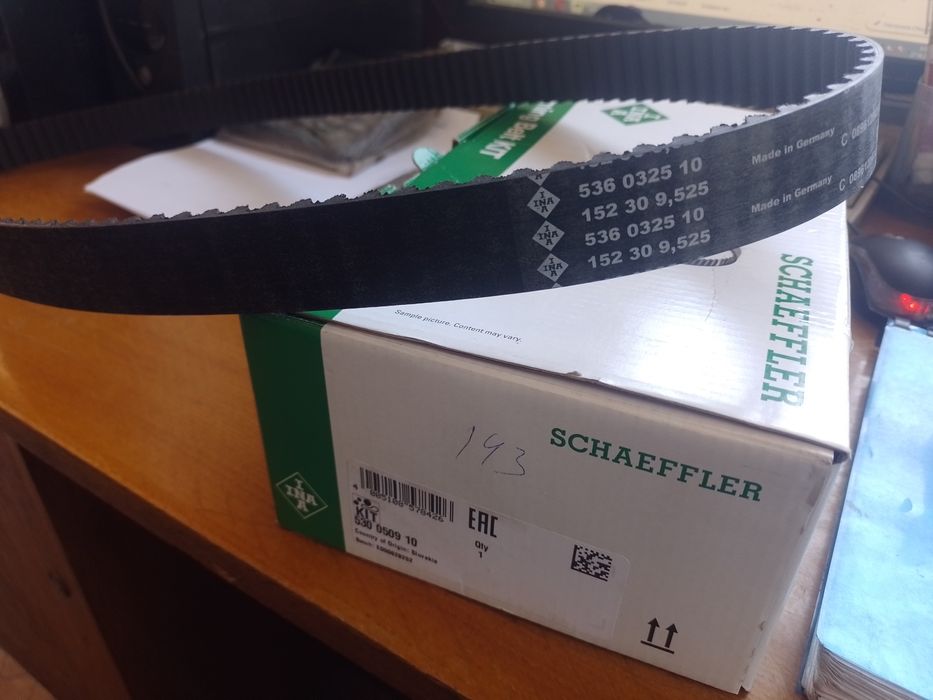 Belt KIT
INA
536 0325 10
152 30 9,525
536 0325 10
152 30 9,525
INA
INA
INA
Made in Germany
Made in Germany
Sample picture. Content may vary.
SCHAEFFLER
193
SCHAEFFLER
INA
KIT
530 0509 10
Country of Origin: Slovakia
EAC
Qty
1